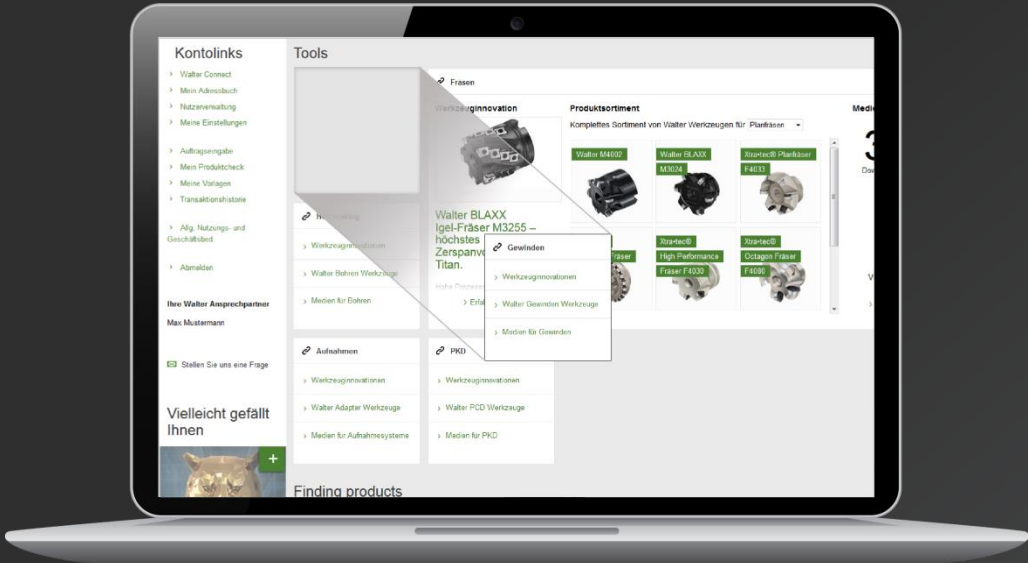 Kontolinks
Walter Connect
Mein Adressbuch
Nutzerverwaltung
Meine Einstellungen
Auftragseingabe
Mein Produktcheck
Meine Vorlagen
Transaktionshistorie
Allg. Nutzungs- und
Geschäftsbed.
Abmelden
Ihre Walter Ansprechpartner
Max Mustermann
Stellen Sie uns eine Frage
Vielleicht gefällt
Ihnen
Tools
Fräsen
Werkzeuginnovation
Walter BLAXX
Igel-Fräser M3255 –
höchstes
Titan.
Produktsortiment
Komplettes Sortiment von Walter Werkzeugen für Planfräsen
Walter M4002
Walter BLAXX
M3024
Xtra•tec® Planfräser
F4033
Xtra•tec®
High Performance
Fräser F4030
Xtra•tec®
Octagon Fräser
F4080
Werkzeuginnovationen
Walter Bohren Werkzeuge
Medien für Bohren
Gewinden
Werkzeuginnovationen
Walter Gewinden Werkzeuge
Medien für Gewinden
Aufnahmen
Werkzeuginnovationen
Walter Adapter Werkzeuge
Medien für Aufnahmesysteme
PKD
Werkzeuginnovationen
Walter PCD Werkzeuge
Medien für PKD
Finding products